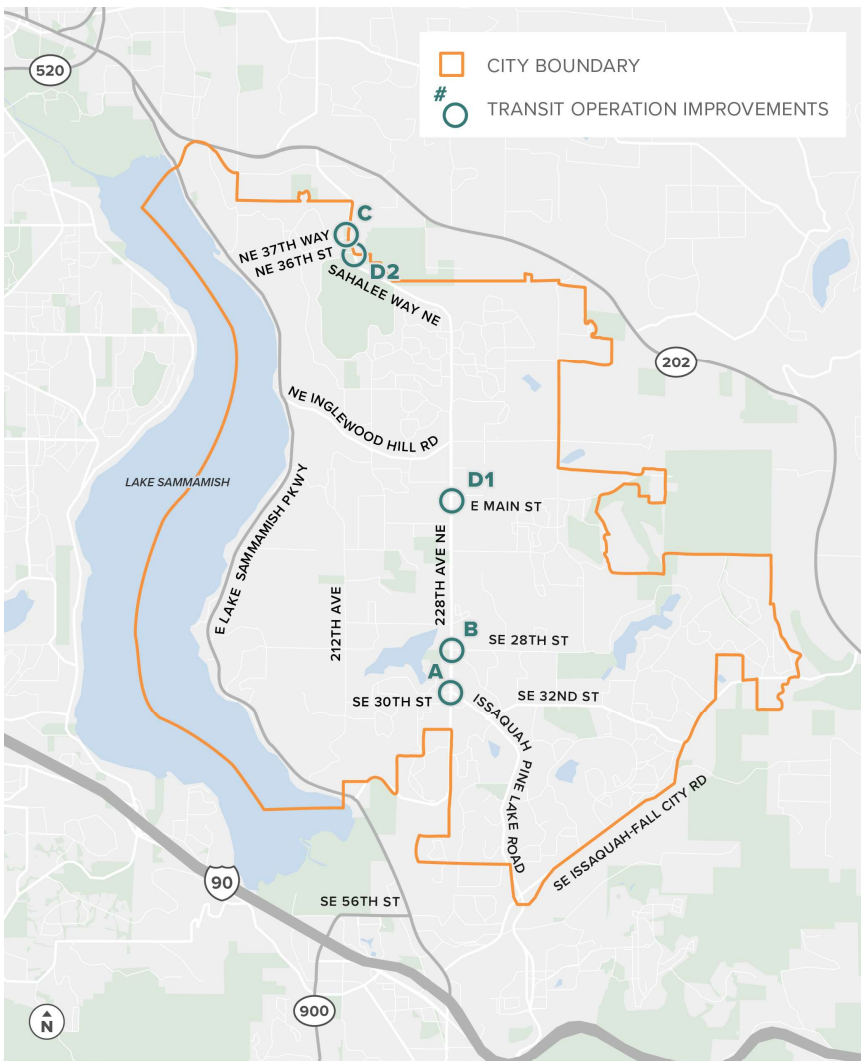 520
CITY BOUNDARY
#
TRANSIT OPERATION IMPROVEMENTS
C
NE 37TH WAY
NE 36TH ST
D2
SAHALEE WAY NE
202
NE INGLEWOOD HILL RD
LAKE SAMMAMISH
D1
E MAIN ST
E LAKE SAMMAMISH PKWY
228TH AVE NE
212TH AVE
B
SE 28TH ST
A
SE 30TH ST
SE 32ND ST
ISSAQUAH PINE LAKE ROAD
SE ISSAQUAH-FALL CITY RD
90
SE 56TH ST
900
N